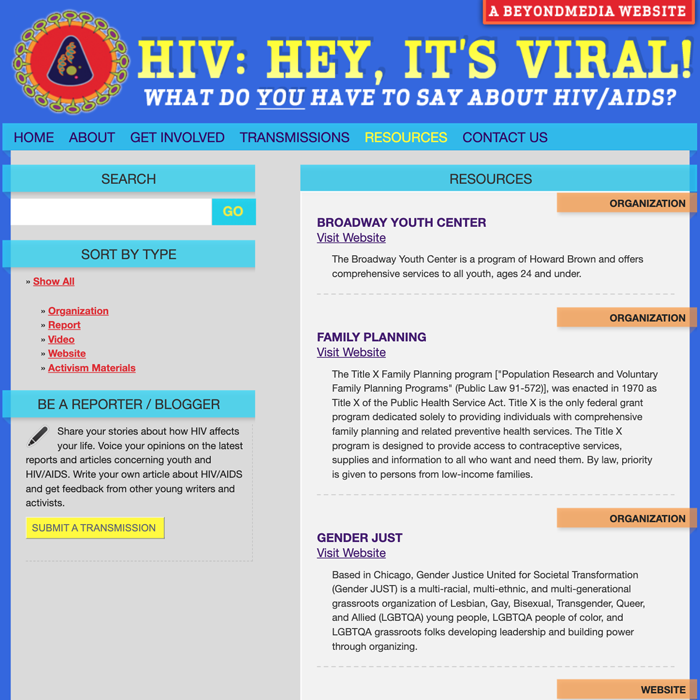 A BEYONDMEDIA WEBSITE
HIV: HEY, IT'S VIRAL!
WHAT DO YOU HAVE TO SAY ABOUT HIV/AIDS?
HOME ABOUT GET INVOLVED TRANSMISSIONS RESOURCES CONTACT US
SEARCH
GO
SORT BY TYPE
» Show All
» Organization
» Report
» Video
» Website
» Activism Materials
BE A REPORTER / BLOGGER
Share your stories about how HIV affects
your life. Voice your opinions on the latest
reports and articles concerning youth and
HIV/AIDS. Write your own article about HIV/AIDS
and get feedback from other young writers and
activists.
SUBMIT A TRANSMISSION
RESOURCES
ORGANIZATION
BROADWAY YOUTH CENTER
Visit Website
The Broadway Youth Center is a program of Howard Brown and offers
comprehensive services to all youth, ages 24 and under.
ORGANIZATION
FAMILY PLANNING
Visit Website
The Title X Family Planning program ["Population Research and Voluntary
Family Planning Programs" (Public Law 91-572)], was enacted in 1970 as
Title X of the Public Health Service Act. Title X is the only federal grant
program dedicated solely to providing individuals with comprehensive
family planning and related preventive health services. The Title X
program is designed to provide access to contraceptive services,
supplies and information to all who want and need them. By law, priority
is given to persons from low-income families.
ORGANIZATION
GENDER JUST
Visit Website
Based in Chicago, Gender Justice United for Societal Transformation
(Gender JUST) is a multi-racial, multi-ethnic, and multi-generational
grassroots organization of Lesbian, Gay, Bisexual, Transgender, Queer,
and Allied (LGBTQA) young people, LGBTQA people of color, and
LGBTQA grassroots folks developing leadership and building power
through organizing.
WEBSITE